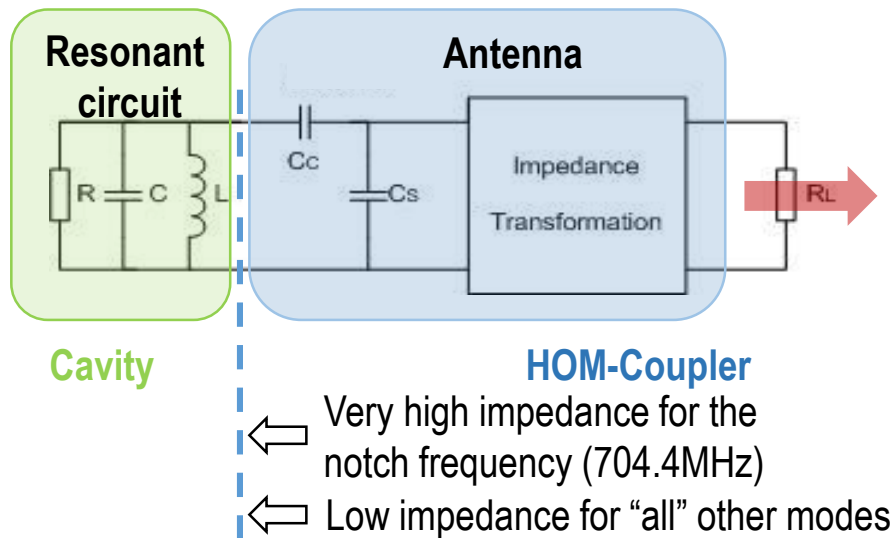 Resonant
circuit
Antenna
Cc
R
C
L
Cs
Impedance
Transformation
RL
Cavity
HOM-Coupler
Very high impedance for the
notch frequency (704.4MHz)
Low impedance for “all” other modes